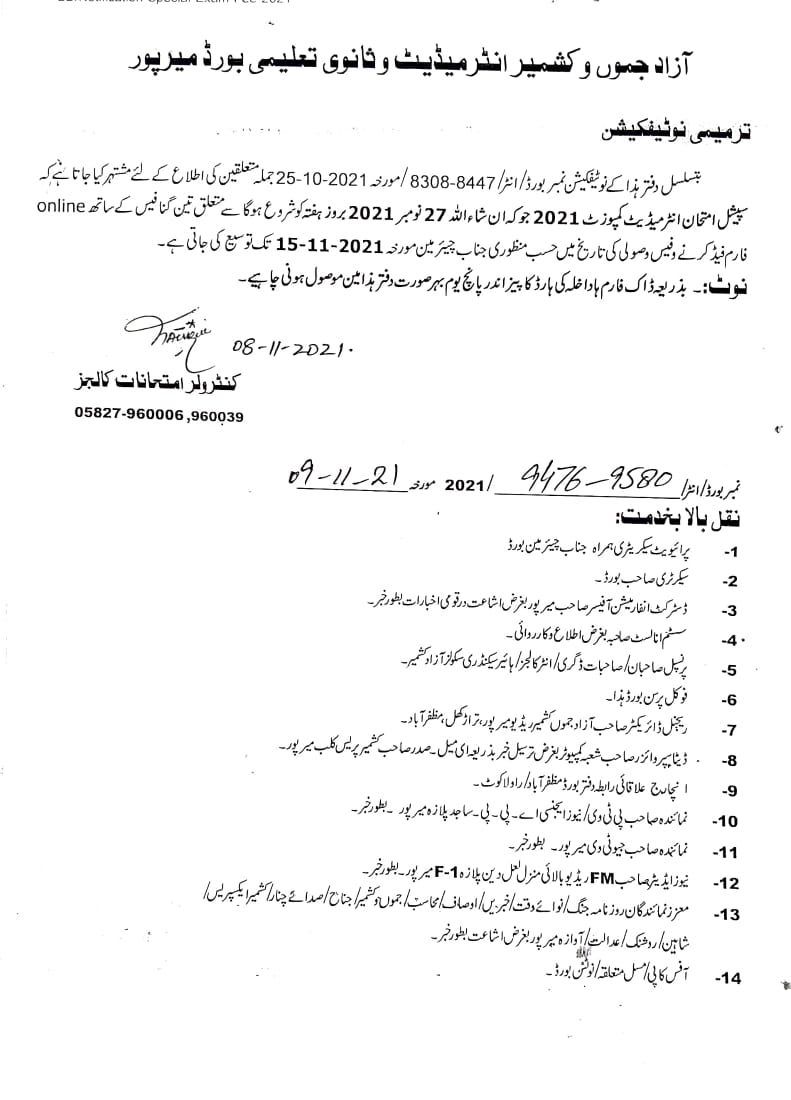 آزاد جموں و کشمیر انٹرمیڈیٹ و ثانوی تعلیمی بورڈ میرپور
ترمیمی نوٹیفکیشن
بتسلسل دفتر ہذا کے نوٹیفکیشن نمبر بورڈ/انٹر/8447-8308/ مورخہ 2021-10-25 جملہ متعلقین کی اطلاع کے لئے مشتہر کیا جاتا ہے کہ
سپیشل امتحان انٹرمیڈیٹ کمپوزٹ 2021 جو کہ ان شاء اللہ 27 نومبر 2021 بروز ہفتہ کو شروع ہوگا سے متعلق تین گنا فیس کے ساتھ online
فارم فیڈ کرنے و فیس وصولی کی تاریخ میں حسب منظوری جناب چیئرمین مورخہ 2021-11-15 تک توسیع کی جاتی ہے۔
نوٹ:۔ بذریعہ ڈاک فارم ہا داخلہ کی ہارڈ کاپیز اندر پانچ یوم بہرصورت دفتر ہذا میں موصول ہونی چاہیے۔
08-11-2021.
کنٹرولر امتحانات کالجز
05827-960006,960039
نمبر بورڈ/انٹر/ 9476-9580 /2021 مورخہ 09-11-21
نقل بالا بخدمت:
1- پرائیویٹ سیکریٹری ہمراہ جناب چیئرمین بورڈ
2- سیکرٹری صاحب بورڈ۔
3- ڈسٹرکٹ انفارمیشن آفیسر صاحب میرپور بغرض اشاعت در قومی اخبارات بطور خبر۔
4- سسٹم انالسٹ صاحبہ بغرض اطلاع و کارروائی۔
5- پرنسپل صاحبان/صاحبات ڈگری/انٹر کالجز/ہائیر سیکنڈری سکولز آزاد کشمیر۔
6- فوکل پرسن بورڈ ہذا۔
7- ریجنل ڈائریکٹر صاحب آزاد جموں کشمیر ریڈیو میرپور، تراڑکھل، مظفرآباد۔
8- ڈیٹا سپروائزر صاحب شعبہ کمپیوٹر بغرض ترسیل خبر بذریعہ ای میل۔ صدر صاحب کشمیر پریس کلب میرپور۔
9- انچارج علاقائی رابطہ دفتر بورڈ مظفرآباد/راولاکوٹ۔
10- نمائندہ صاحب پی ٹی وی/نیوز ایجنسی اے۔پی۔پی۔ ساجد پلازہ میرپور ۔ بطور خبر۔
11- نمائندہ صاحب جیو ٹی وی میرپور۔ بطور خبر۔
12- نیوز ایڈیٹر صاحب FM ریڈیو بالائی منزل لعل دین پلازہ F-1 میرپور۔ بطور خبر۔
13- معزز نمائندگان روزنامہ جنگ/نوائے وقت/خبریں/اوصاف/محاسب/جموں و کشمیر/جناح/صدائے چنار/کشمیر ایکسپریس/
شاہین/ردشک/عدالت/آوازہ میرپور بغرض اشاعت بطور خبر۔
14- آفس کاپی/مسل متعلقہ/نوٹس بورڈ۔